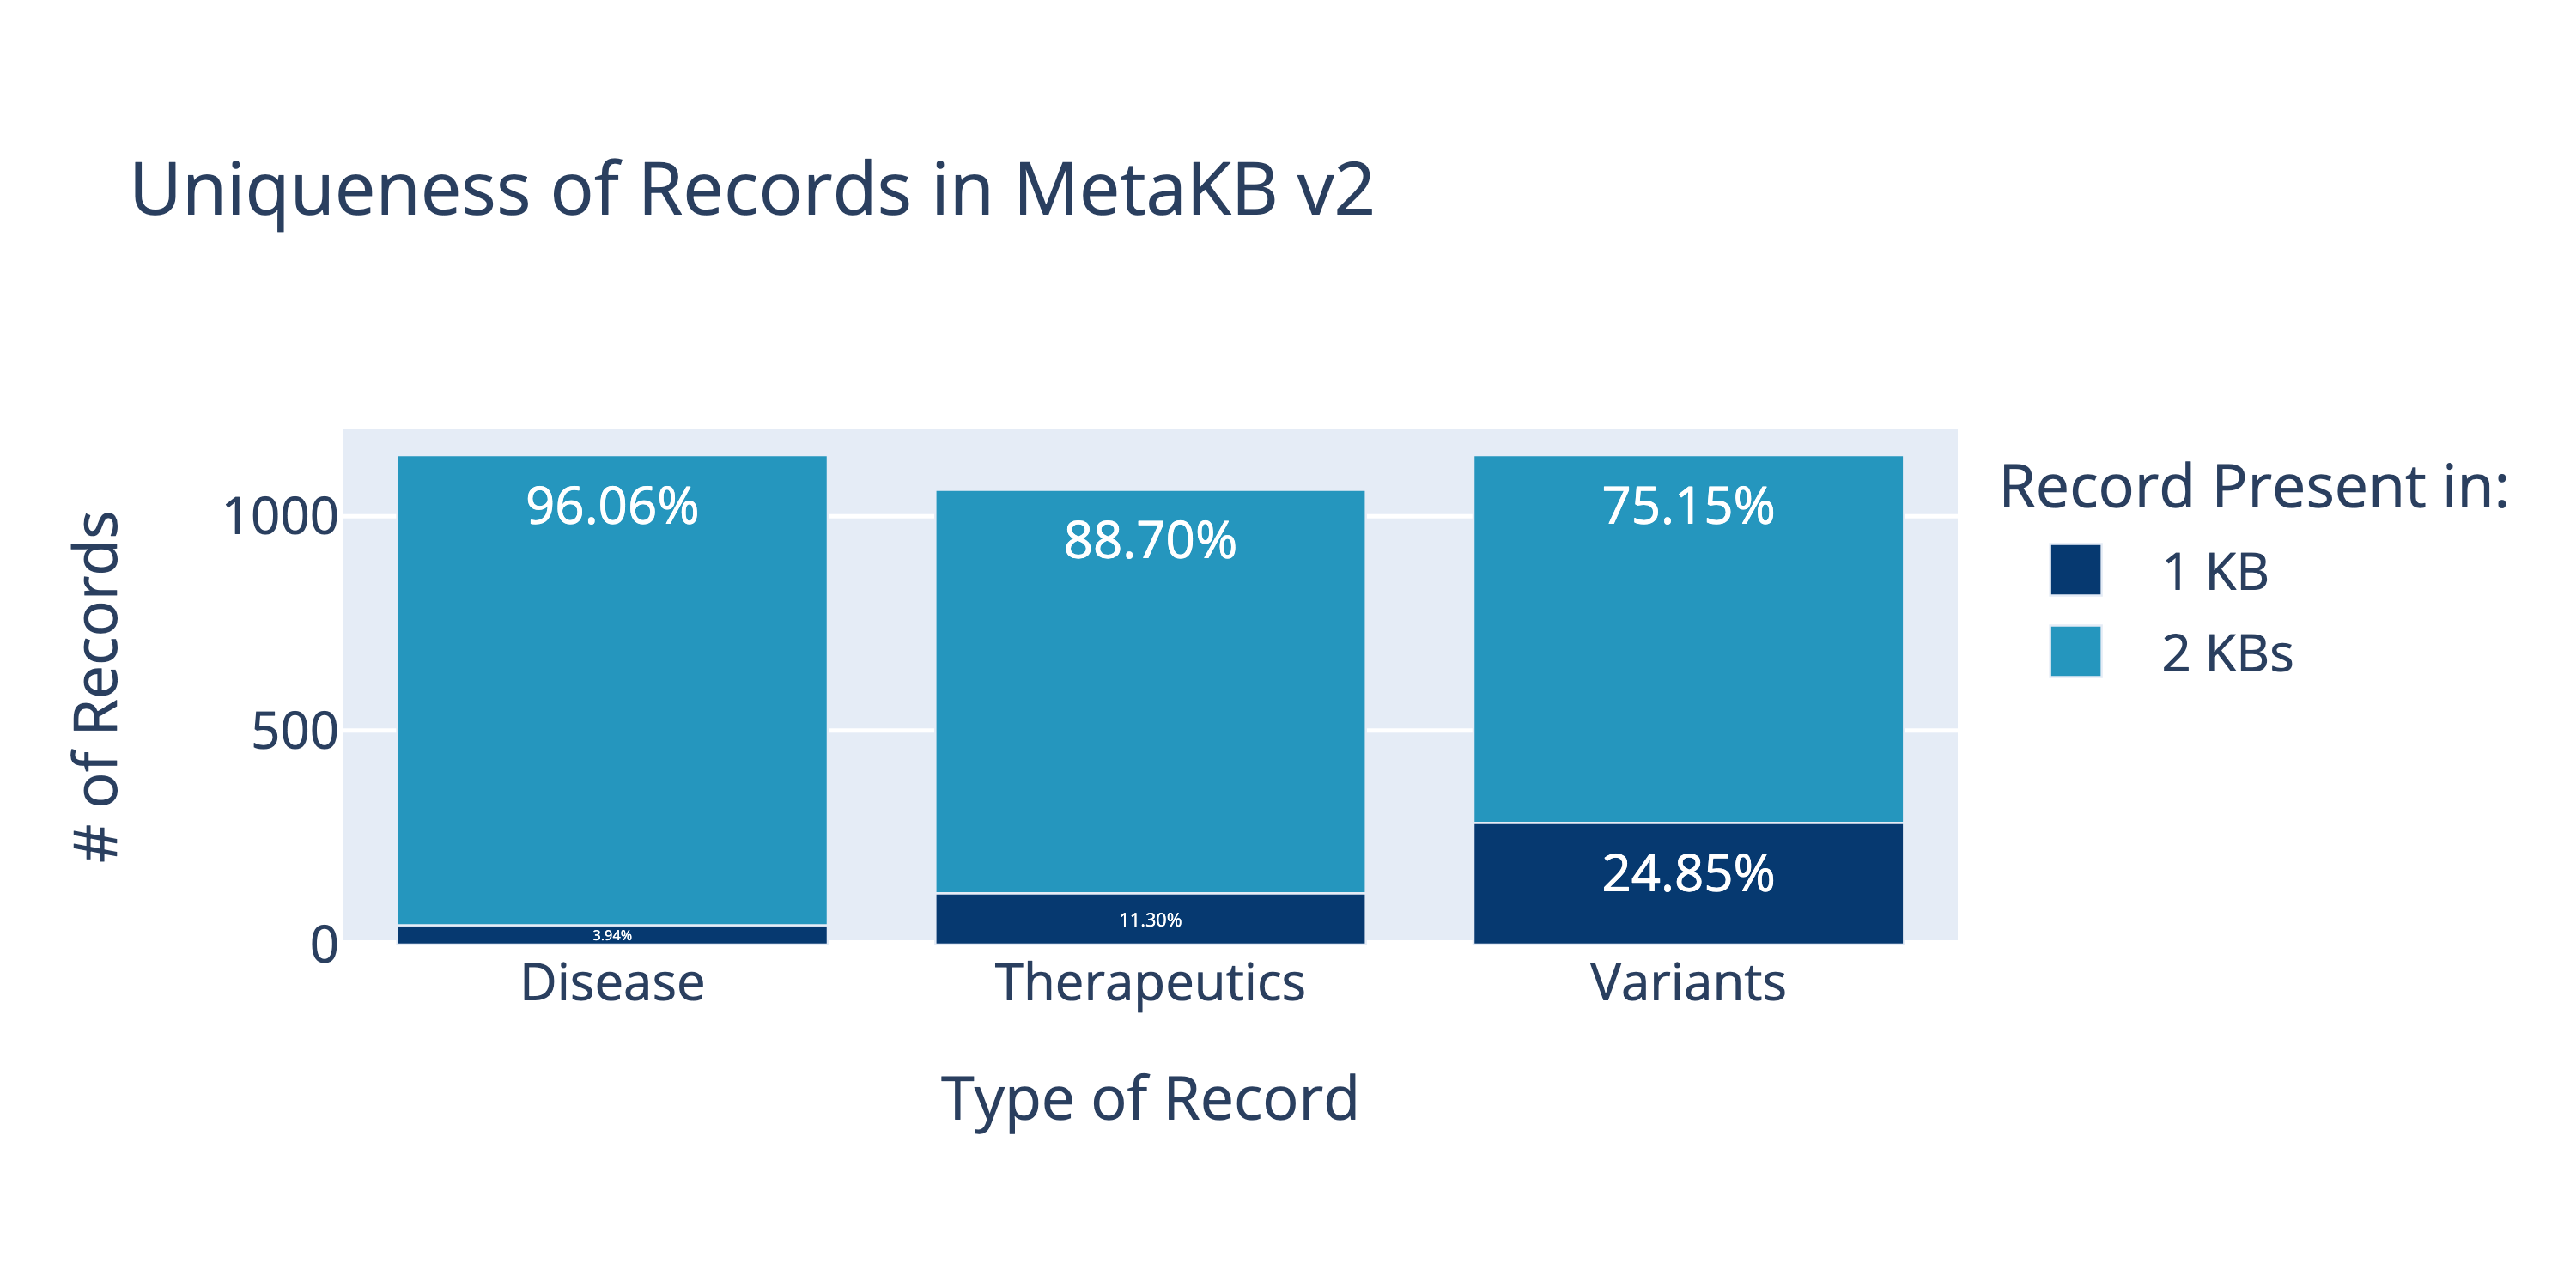 Uniqueness of Records in MetaKB v2
# of Records
1000
500
0
96.06%
3.94%
88.70%
11.30%
75.15%
24.85%
Disease
Therapeutics
Variants
Type of Record
Record Present in:
1 KB
2 KBs